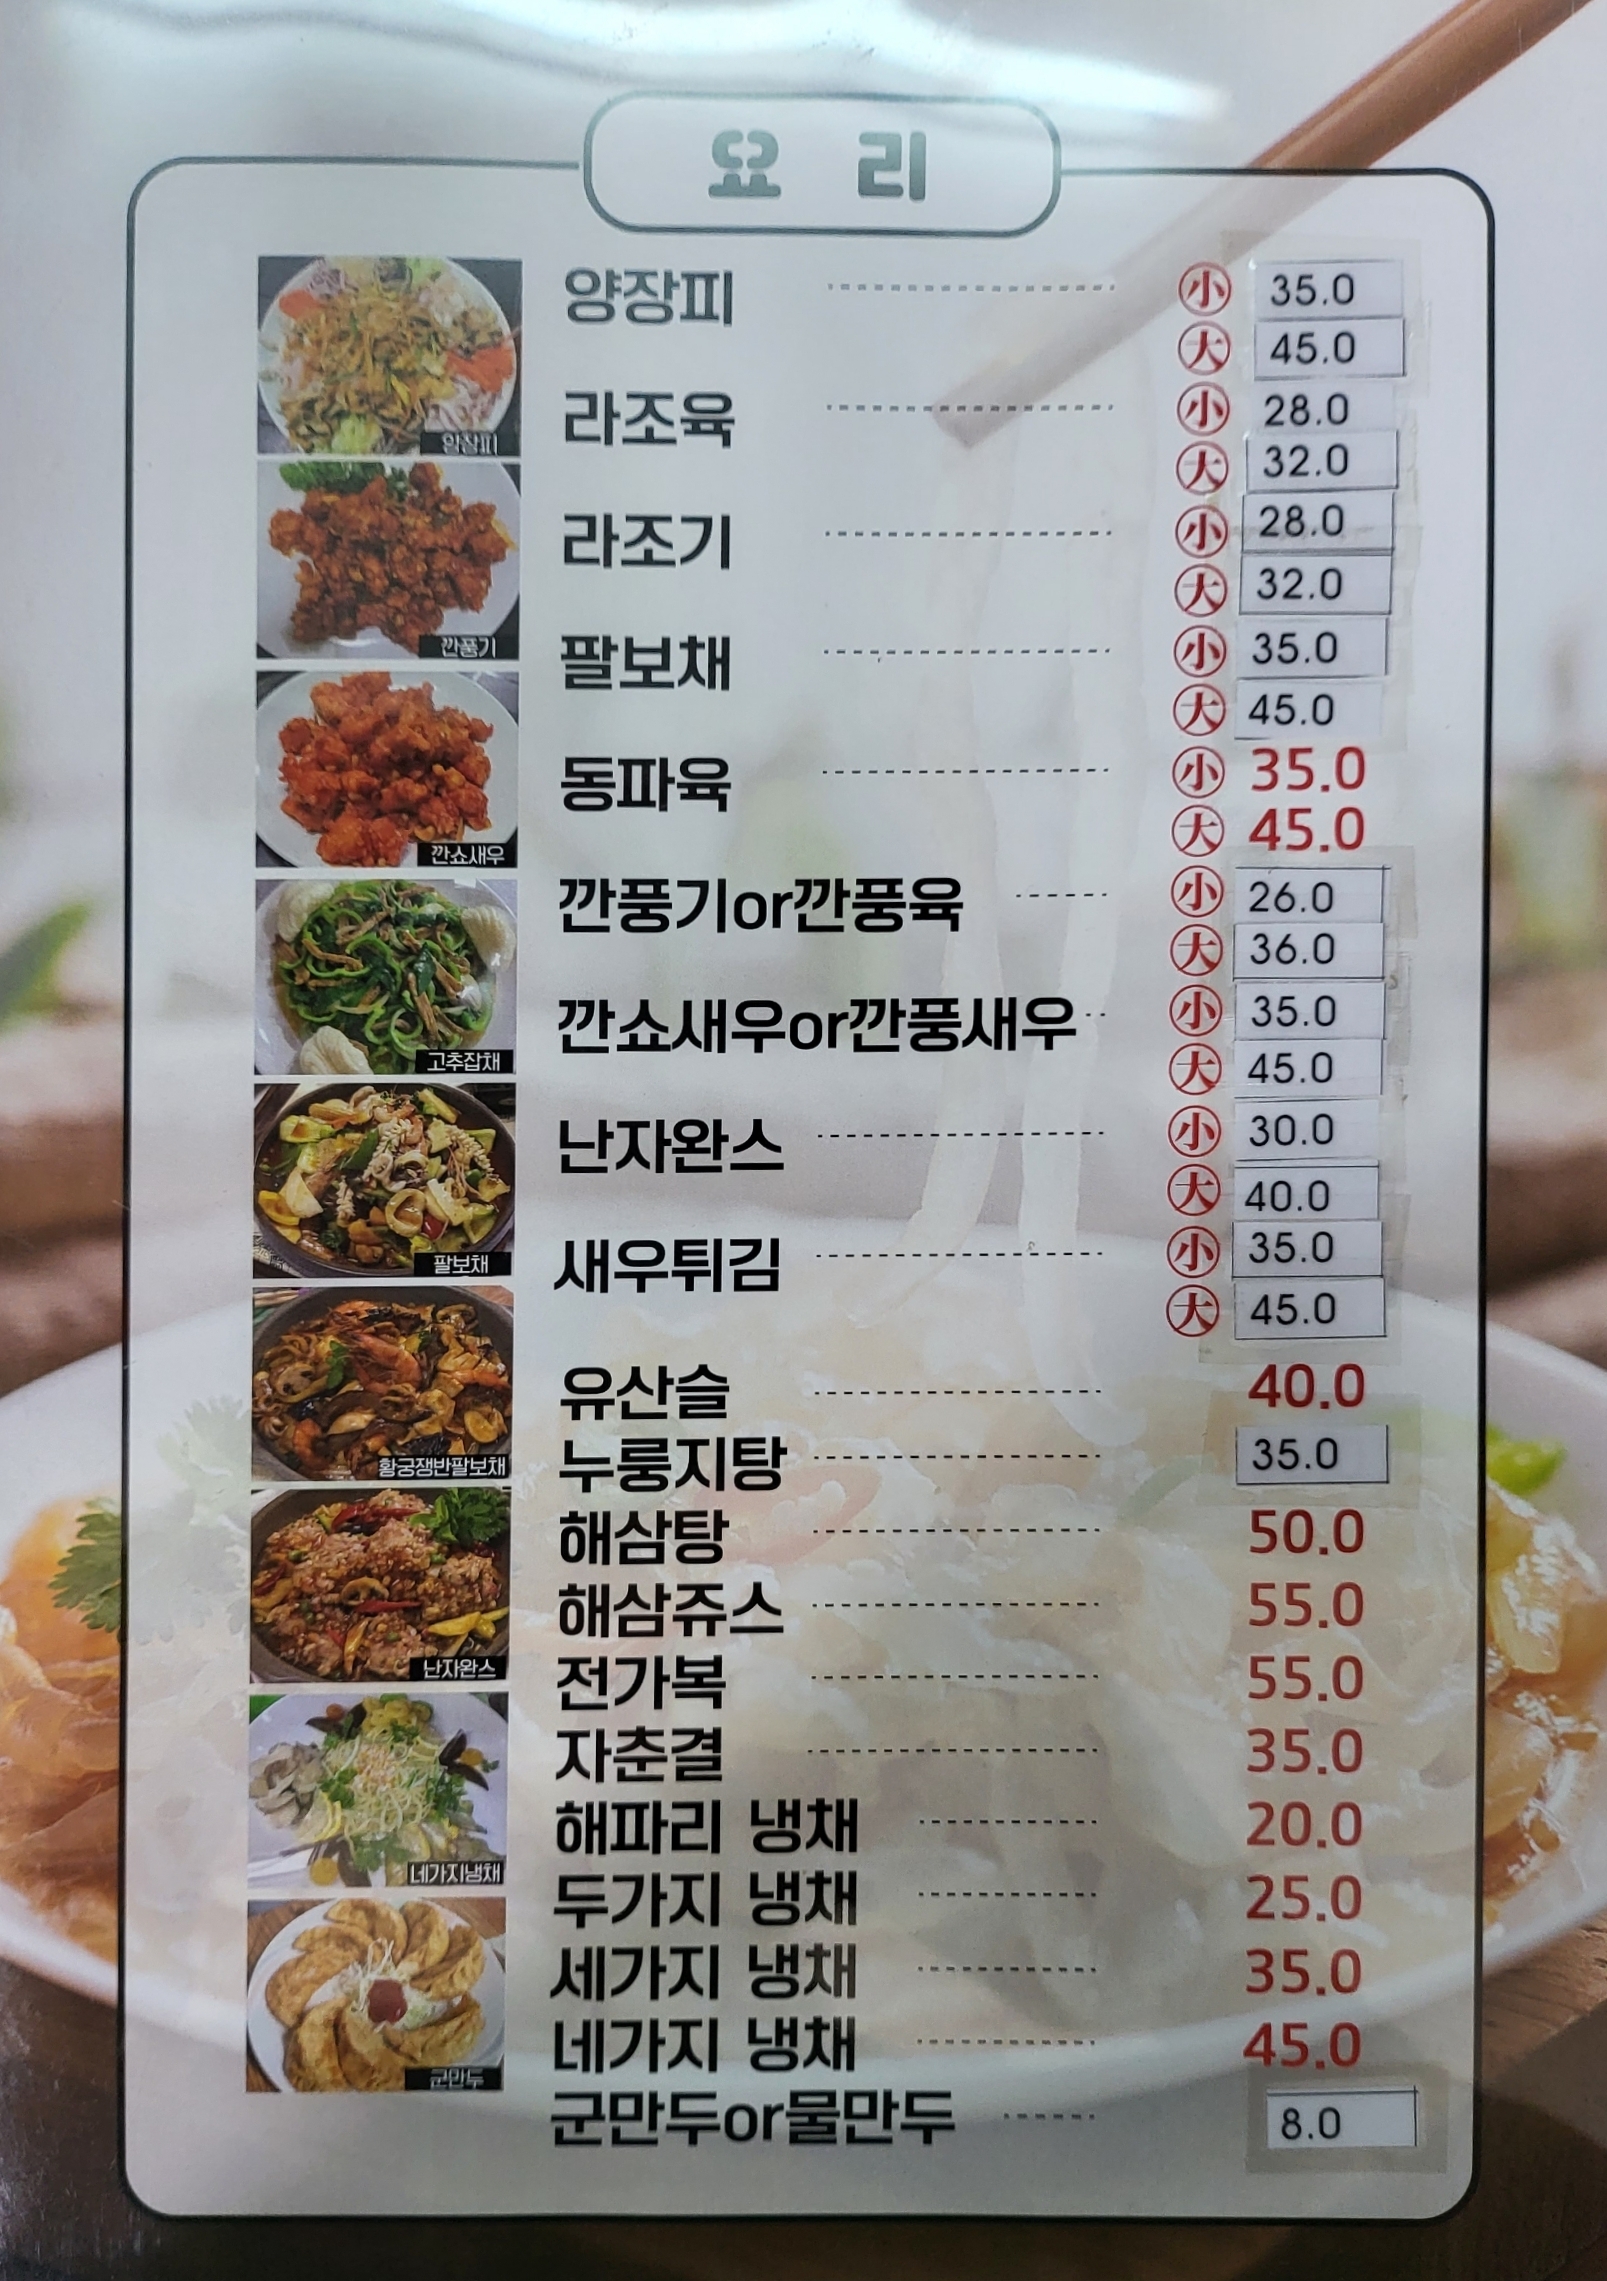 요 리
양장피 ㊛小 35.0
大 45.0
라조육 小 28.0
大 32.0
라조기 小 28.0
大 32.0
팔보채 小 35.0
大 45.0
동파육 小 35.0
大 45.0
깐풍기or깐풍육 小 26.0
大 36.0
깐쇼새우or깐풍새우 小 35.0
大 45.0
난자완스 小 30.0
大 40.0
새우튀김 小 35.0
大 45.0
유산슬 40.0
누룽지탕 35.0
해삼탕 50.0
해삼쥬스 55.0
전가복 55.0
자춘결 35.0
해파리 냉채 20.0
두가지 냉채 25.0
세가지 냉채 35.0
네가지 냉채 45.0
군만두or물만두 8.0
양장피
깐풍기
깐쇼새우
고추잡채
팔보채
황궁쟁반팔보채
난자완스
네가지냉채
군만두